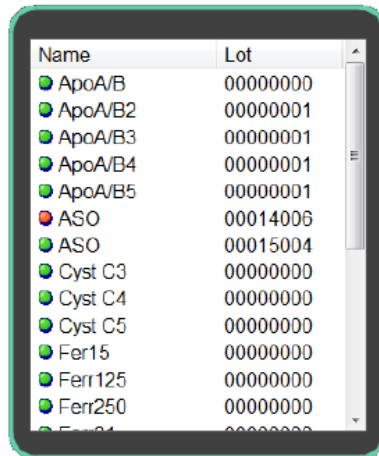 Name Lot
ApoA/B 00000000
ApoA/B2 00000001
ApoA/B3 00000001
ApoA/B4 00000001
ApoA/B5 00000001
ASO 00014006
ASO 00015004
Cyst C3 00000000
Cyst C4 00000000
Cyst C5 00000000
Fer15 00000000
Ferr125 00000000
Ferr250 00000000